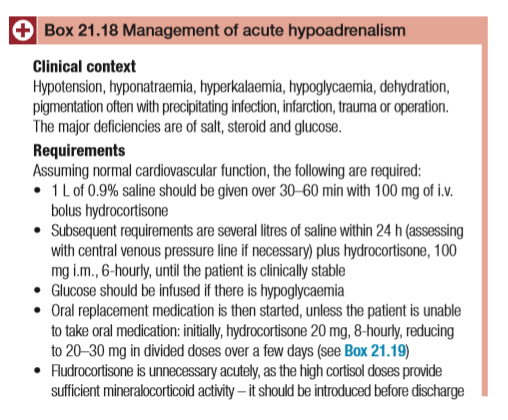 Box 21.18 Management of acute hypoadrenalism
Clinical context
Hypotension, hyponatraemia, hyperkalaemia, hypoglycaemia, dehydration,
pigmentation often with precipitating infection, infarction, trauma or operation.
The major deficiencies are of salt, steroid and glucose.
Requirements
Assuming normal cardiovascular function, the following are required:
• 1 L of 0.9% saline should be given over 30–60 min with 100 mg of i.v.
bolus hydrocortisone
• Subsequent requirements are several litres of saline within 24 h (assessing
with central venous pressure line if necessary) plus hydrocortisone, 100
mg i.m., 6-hourly, until the patient is clinically stable
• Glucose should be infused if there is hypoglycaemia
• Oral replacement medication is then started, unless the patient is unable
to take oral medication: initially, hydrocortisone 20 mg, 8-hourly, reducing
to 20–30 mg in divided doses over a few days (see Box 21.19)
• Fludrocortisone is unnecessary acutely, as the high cortisol doses provide
sufficient mineralocorticoid activity – it should be introduced before discharge